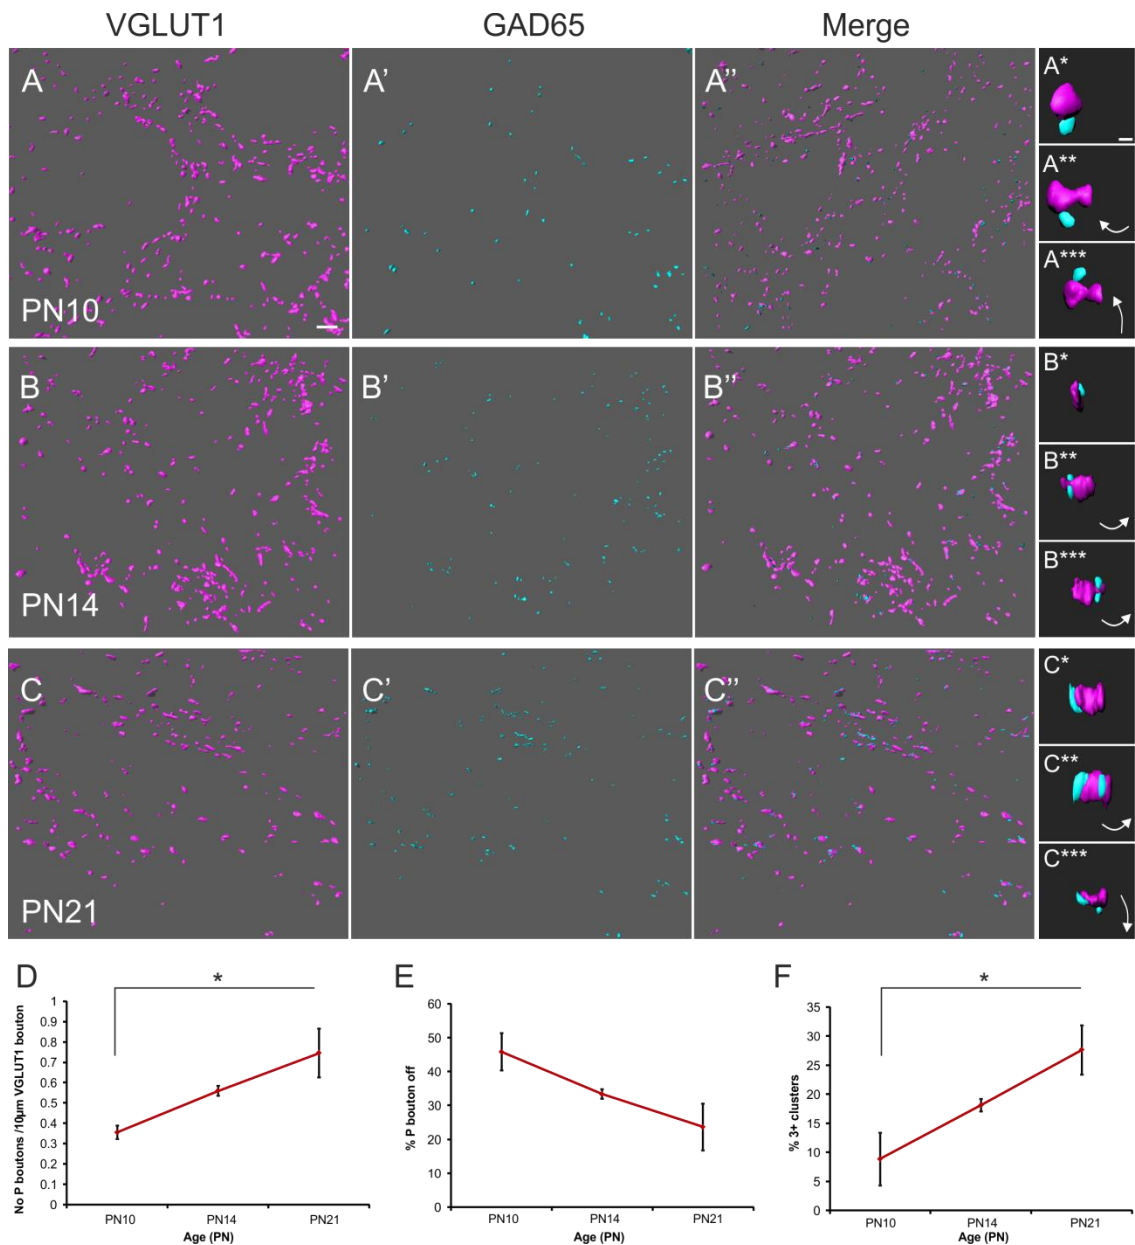 VGLUT1 GAD65 Merge
A A’ A’’ A*
A**
A***
PN10
B B’ B’’ B*
B**
B***
PN14
C C’ C’’ C*
C**
C***
PN21
D * E F *
No P boutons /10µm VGLUT1 bouton
1
0.9
0.8
0.7
0.6
0.5
0.4
0.3
0.2
0.1
0
PN10 PN14 PN21
Age (PN)
% P bouton off
60
50
40
30
20
10
0
PN10 PN14 PN21
Age (PN)
% 3+ clusters
35
30
25
20
15
10
5
0
PN10 PN14 PN21
Age (PN)